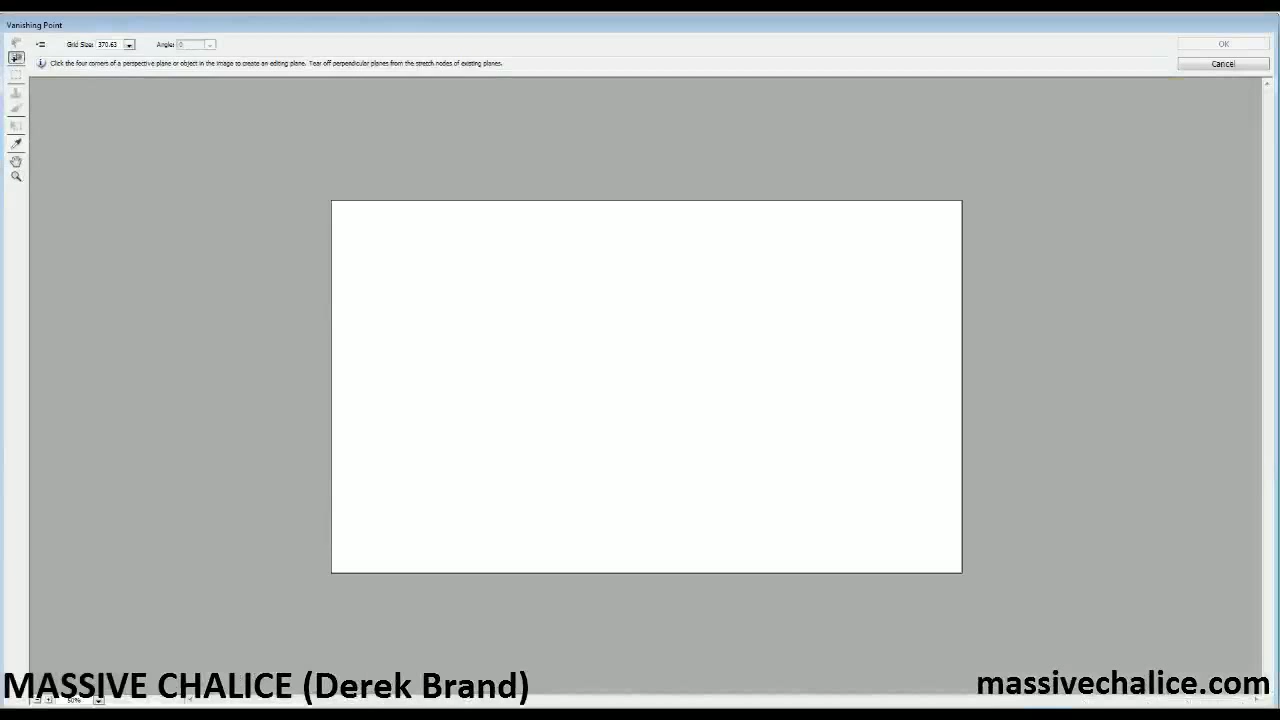 Vanishing Point
Grid Size: 370.63 Angle: 0 OK
Click the four corners of a perspective plane or object in the image to create an editing plane. Tear off perpendicular planes from the stretch nodes of existing planes. Cancel
MASSIVE CHALICE (Derek Brand) massivechalice.com
50%